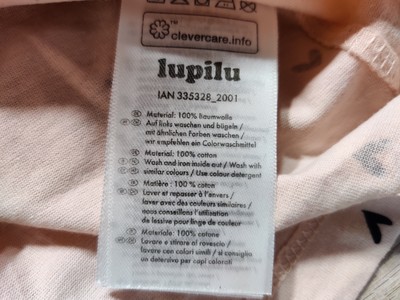 clevercare.info
lupilu
IAN 335328_2001
Material: 100% Baumwolle
Auf links waschen und bügeln /
mit ähnlichen Farben waschen /
wir empfehlen ein Colorwaschmittel
Material: 100% cotton
Wash and iron inside out / Wash with
similar colours / Use colour detergent
Matière : 100 % coton
Laver et repasser à l'envers /
laver avec des couleurs similaires /
nous conseillons l'utilisation
de lessive pour linge de couleur
Materiale: 100% cotone
Lavare e stirare al rovescio /
lavare con colori simili / si consiglia
un detersivo per capi colorati